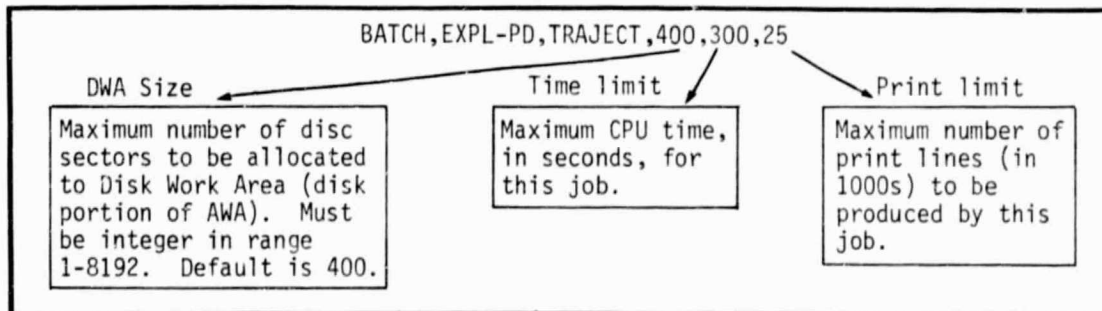 BATCH,EXPL-PD,TRAJECT,400,300,25
DWA Size
Maximum number of disc
sectors to be allocated
to Disk Work Area (disk
portion of AWA). Must
be integer in range
1-8192. Default is 400.
Time limit
Maximum CPU time,
in seconds, for
this job.
Print limit
Maximum number of
print lines (in
1000s) to be
produced by this
job.